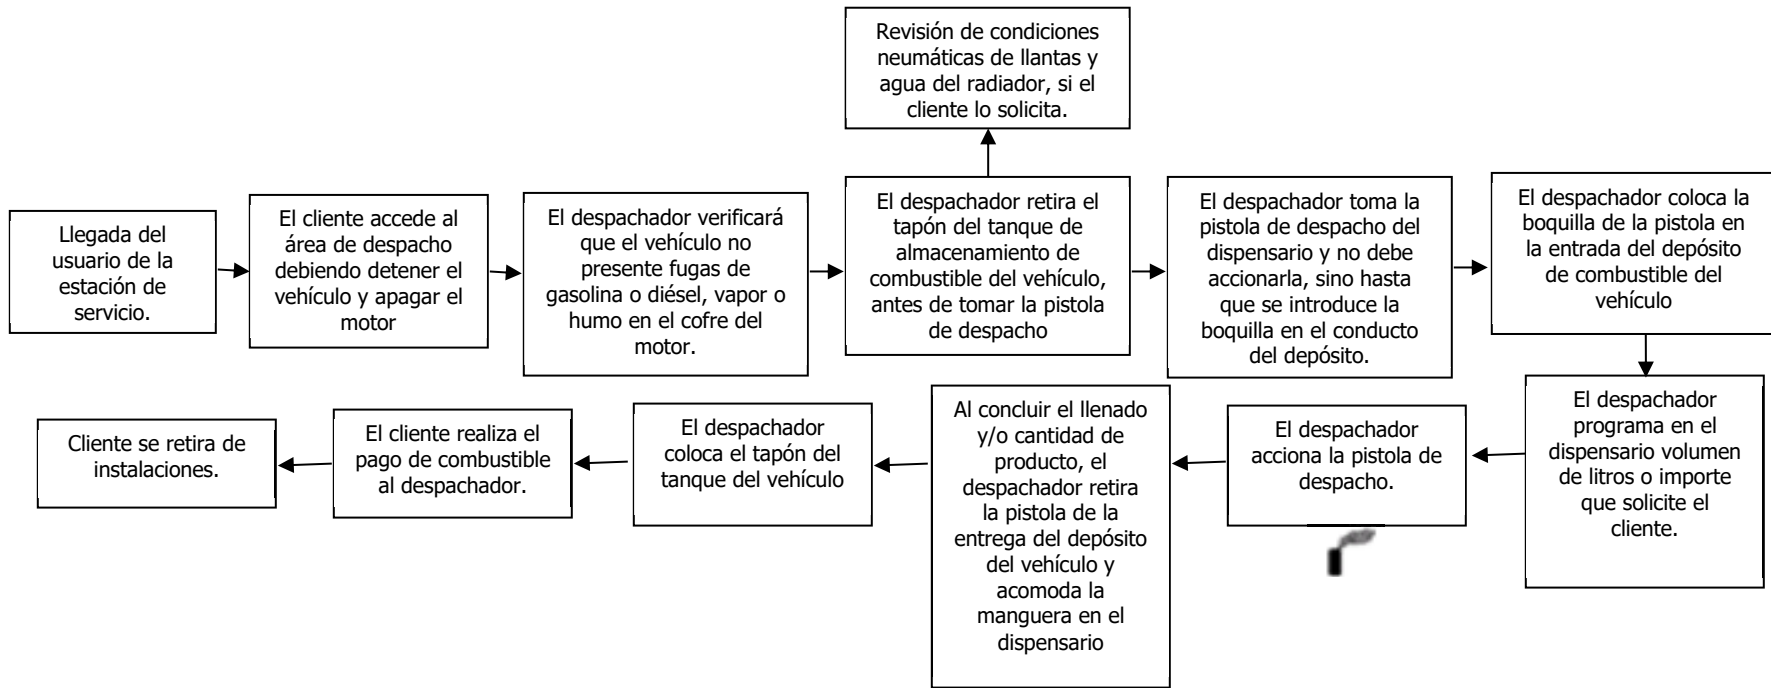 Revisión de condiciones
neumáticas de llantas y
agua del radiador, si el
cliente lo solicita.
Llegada del
usuario de la
estación de
servicio.
El cliente accede al
área de despacho
debiendo detener el
vehículo y apagar el
motor
El despachador verificará
que el vehículo no
presente fugas de
gasolina o diésel, vapor o
humo en el cofre del
motor.
El despachador retira el
tapón del tanque de
almacenamiento de
combustible del vehículo,
antes de tomar la pistola
de despacho
El despachador toma la
pistola de despacho del
dispensario y no debe
accionarla, sino hasta
que se introduce la
boquilla en el conducto
del depósito.
El despachador coloca la
boquilla de la pistola en
la entrada del depósito
de combustible del
vehículo
El despachador
programa en el
dispensario volumen
de litros o importe
que solicite el
cliente.
El despachador
acciona la pistola de
despacho.
Al concluir el llenado
y/o cantidad de
producto, el
despachador retira
la pistola de la
entrega del depósito
del vehículo y
acomoda la
manguera en el
dispensario
El despachador
coloca el tapón del
tanque del vehículo
El cliente realiza el
pago de combustible
al despachador.
Cliente se retira de
instalaciones.